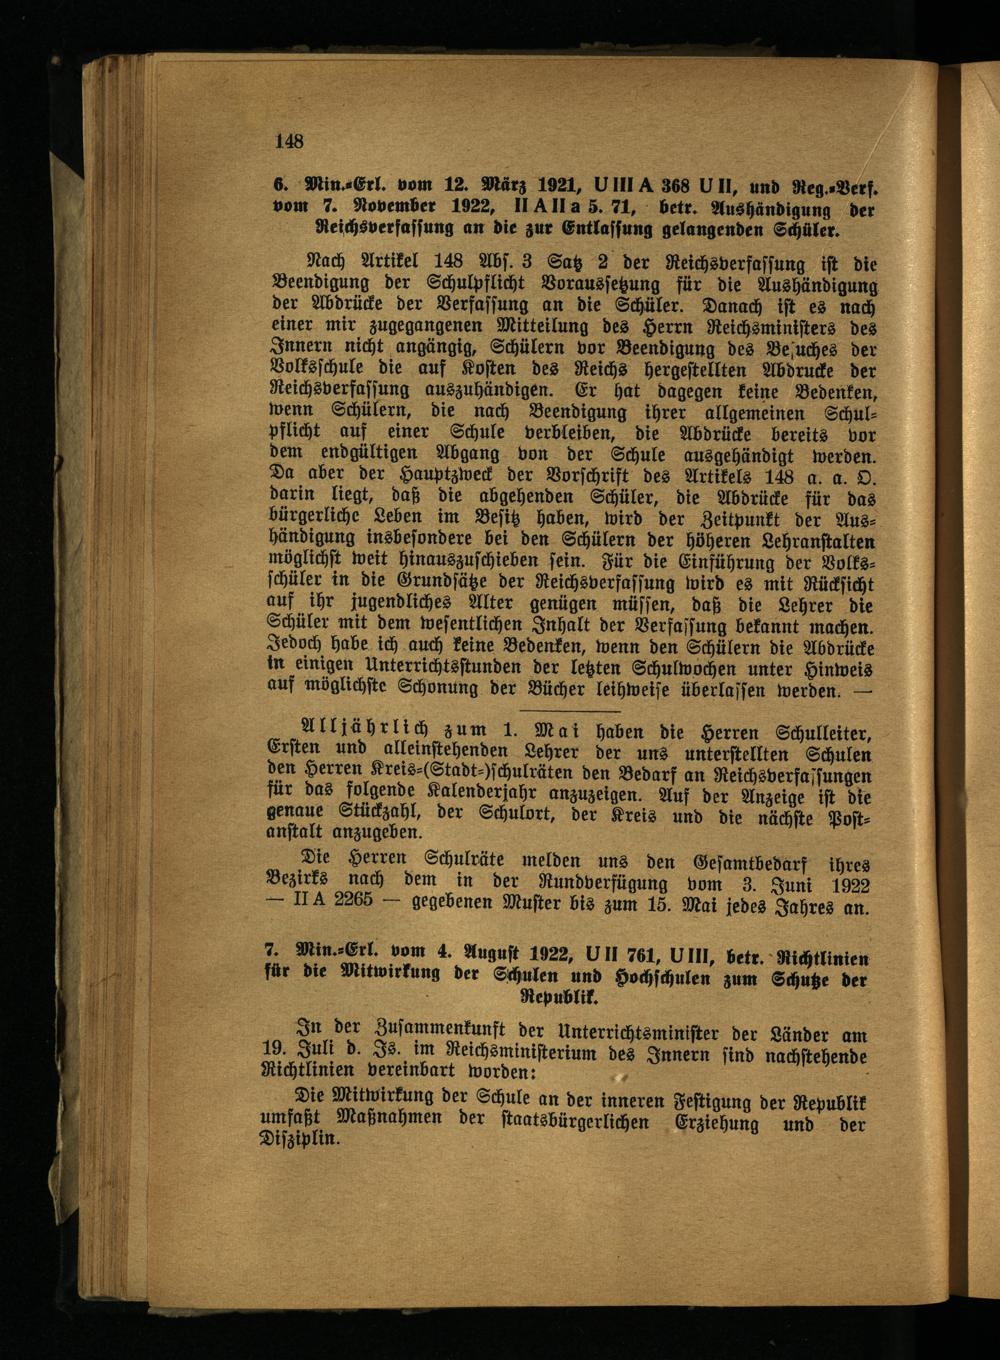 148
6. Min.=Erl. vom 12. März 1921, U III A 368 U II, und Reg.=Verf.
vom 7. November 1922, II A II a 5. 71, betr. Aushändigung der
Reichsverfassung an die zur Entlassung gelangenden Schüler.
Nach Artikel 148 Abs. 3 Satz 2 der Reichsverfassung ist die
Beendigung der Schulpflicht Voraussetzung für die Aushändigung
der Abdrücke der Verfassung an die Schüler. Danach ist es nach
einer mir zugegangenen Mitteilung des Herrn Reichsministers des
Innern nicht angängig, Schülern vor Beendigung des Besuches der
Volksschule die auf Kosten des Reichs hergestellten Abdrucke der
Reichsverfassung auszuhändigen. Er hat dagegen keine Bedenken,
wenn Schülern, die nach Beendigung ihrer allgemeinen Schul=
pflicht auf einer Schule verbleiben, die Abdrücke bereits vor
dem endgültigen Abgang von der Schule ausgehändigt werden.
Da aber der Hauptzweck der Vorschrift des Artikels 148 a. a. O.
darin liegt, daß die abgehenden Schüler, die Abdrücke für das
bürgerliche Leben im Besitz haben, wird der Zeitpunkt der Aus=
händigung insbesondere bei den Schülern der höheren Lehranstalten
möglichst weit hinauszuschieben sein. Für die Einführung der Volks=
schüler in die Grundsätze der Reichsverfassung wird es mit Rücksicht
auf ihr jugendliches Alter genügen müssen, daß die Lehrer die
Schüler mit dem wesentlichen Inhalt der Verfassung bekannt machen.
Jedoch habe ich auch keine Bedenken, wenn den Schülern die Abdrücke
in einigen Unterrichtsstunden der letzten Schulwochen unter Hinweis
auf möglichste Schonung der Bücher leihweise überlassen werden. —
Alljährlich zum 1. Mai haben die Herren Schulleiter,
Ersten und alleinstehenden Lehrer der uns unterstellten Schulen
den Herren Kreis=(Stadt=)schulräten den Bedarf an Reichsverfassungen
für das folgende Kalenderjahr anzuzeigen. Auf der Anzeige ist die
genaue Stückzahl, der Schulort, der Kreis und die nächste Post=
anstalt anzugeben.
Die Herren Schulräte melden uns den Gesamtbedarf ihres
Bezirks nach dem in der Rundverfügung vom 3. Juni 1922
— II A 2265 — gegebenen Muster bis zum 15. Mai jedes Jahres an.
7. Min.=Erl. vom 4. August 1922, U II 761, U III, betr. Richtlinien
für die Mitwirkung der Schulen und Hochschulen zum Schutze der
Republik.
In der Zusammenkunft der Unterrichtsminister der Länder am
19. Juli d. Js. im Reichsministerium des Innern sind nachstehende
Richtlinien vereinbart worden:
Die Mitwirkung der Schule an der inneren Festigung der Republik
umfaßt Maßnahmen der staatsbürgerlichen Erziehung und der
Disziplin.